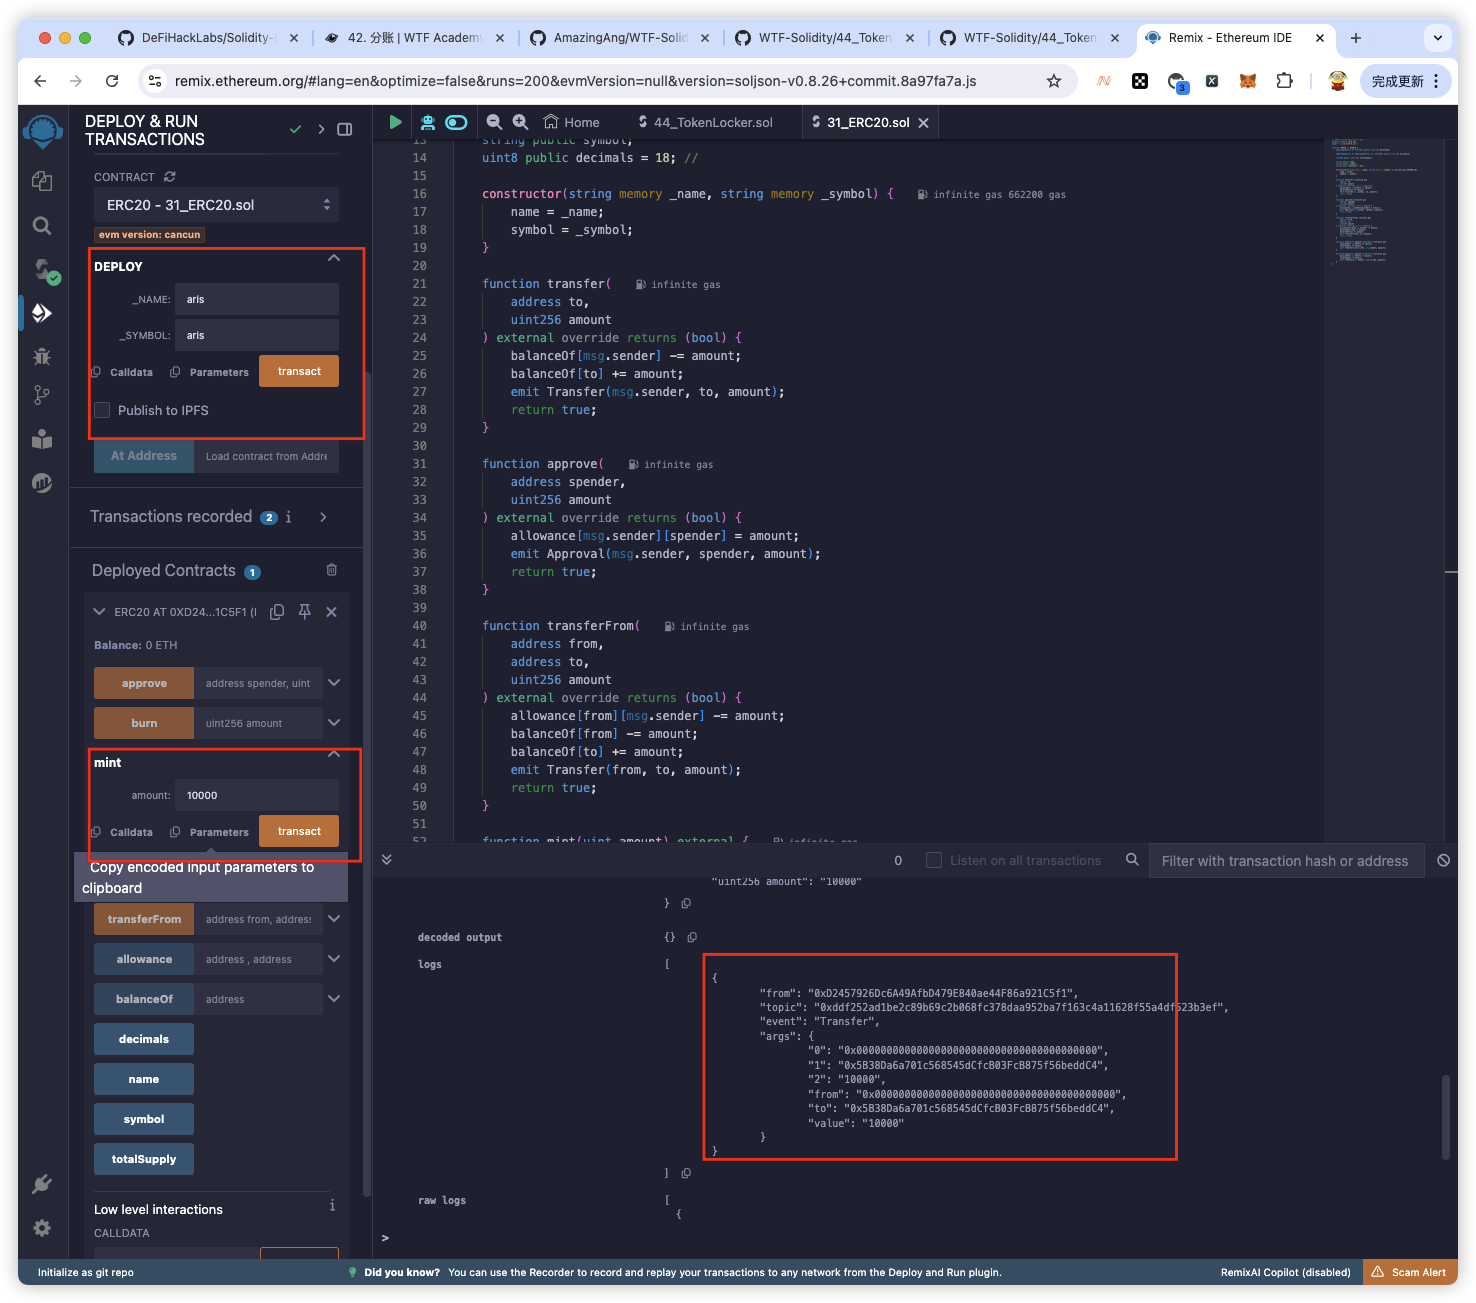 DeFiHackLabs/Solidity-
42. 分账 | WTF Academy
AmazingAng/WTF-Solid
WTF-Solidity/44_Token
WTF-Solidity/44_Token
Remix - Ethereum IDE
remix.ethereum.org/#lang=en&optimize=false&runs=200&evmVersion=null&version=soljson-v0.8.26+commit.8a97fa7a.js
3
完成更新
DEPLOY & RUN
TRANSACTIONS
CONTRACT
ERC20 - 31_ERC20.sol
evm version: cancun
DEPLOY
_NAME: aris
_SYMBOL: aris
Calldata Parameters transact
Publish to IPFS
At Address Load contract from Addre
Transactions recorded 2 i
Deployed Contracts 1
ERC20 AT 0XD24...1C5F1 (
Balance: 0 ETH
approve address spender, uint
burn uint256 amount
mint
amount: 10000
Calldata Parameters transact
Copy encoded input parameters to
clipboard
transferFrom address from, address
allowance address , address
balanceOf address
decimals
name
symbol
totalSupply
Low level interactions i
CALLDATA
Home
44_TokenLocker.sol
31_ERC20.sol
13 string public symbol;
14 uint8 public decimals = 18; //
15
16 constructor(string memory _name, string memory _symbol) { infinite gas 662200 gas
17 name = _name;
18 symbol = _symbol;
19 }
20
21 function transfer( infinite gas
22 address to,
23 uint256 amount
24 ) external override returns (bool) {
25 balanceOf[msg.sender] -= amount;
26 balanceOf[to] += amount;
27 emit Transfer(msg.sender, to, amount);
28 return true;
29 }
30
31 function approve( infinite gas
32 address spender,
33 uint256 amount
34 ) external override returns (bool) {
35 allowance[msg.sender][spender] = amount;
36 emit Approval(msg.sender, spender, amount);
37 return true;
38 }
39
40 function transferFrom( infinite gas
41 address from,
42 address to,
43 uint256 amount
44 ) external override returns (bool) {
45 allowance[from][msg.sender] -= amount;
46 balanceOf[from] -= amount;
47 balanceOf[to] += amount;
48 emit Transfer(from, to, amount);
49 return true;
50 }
51
52 function mint(uint amount) external { infinite gas
0 Listen on all transactions Filter with transaction hash or address
"uint256 amount": "10000"
}
decoded output {}
logs [
{
"from": "0xD2457926Dc6A49AfbD479E840ae44F86a921C5f1",
"topic": "0xddf252ad1be2c89b69c2b068fc378daa952ba7f163c4a11628f55a4df523b3ef",
"event": "Transfer",
"args": {
"0": "0x0000000000000000000000000000000000000000",
"1": "0x5B38Da6a701c568545dCfcB03FcB875f56beddC4",
"2": "10000",
"from": "0x0000000000000000000000000000000000000000",
"to": "0x5B38Da6a701c568545dCfcB03FcB875f56beddC4",
"value": "10000"
}
}
]
raw logs [
{
>
Initialize as git repo
Did you know? You can use the Recorder to record and replay your transactions to any network from the Deploy and Run plugin.
RemixAI Copilot (disabled)
Scam Alert